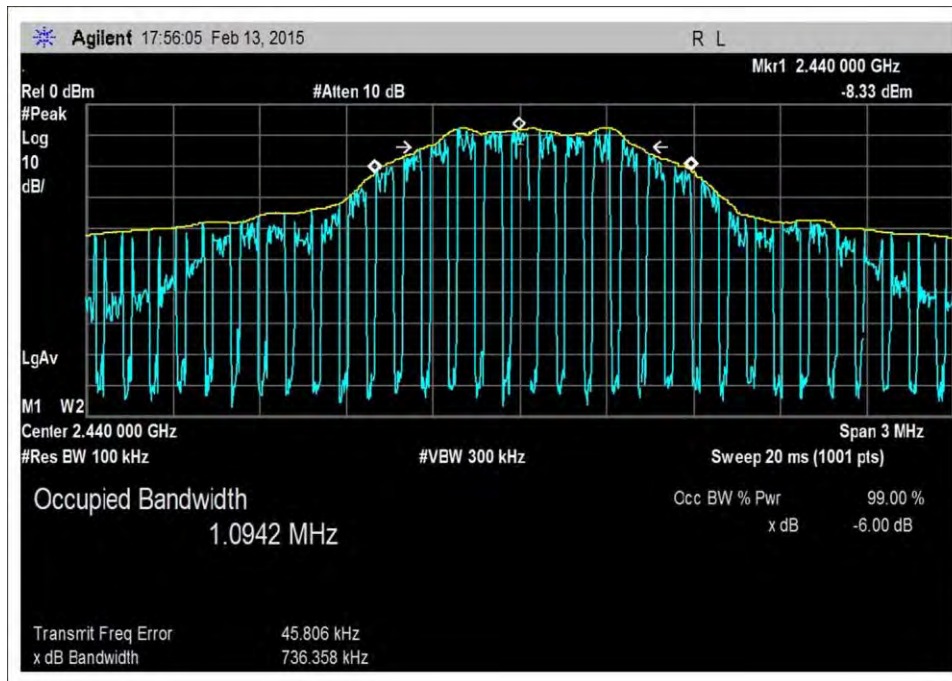 Agilent 17:56:05 Feb 13, 2015 R L
Mkr1 2.440 000 GHz
Rel 0 dBm #Atten 10 dB -8.33 dBm
#Peak
Log
10
dB/
LgAv
M1 W2
Center 2.440 000 GHz Span 3 MHz
#Res BW 100 kHz #VBW 300 kHz Sweep 20 ms (1001 pts)
Occupied Bandwidth Occ BW % Pwr 99.00 %
1.0942 MHz x dB -6.00 dB
Transmit Freq Error 45.806 kHz
x dB Bandwidth 736.358 kHz